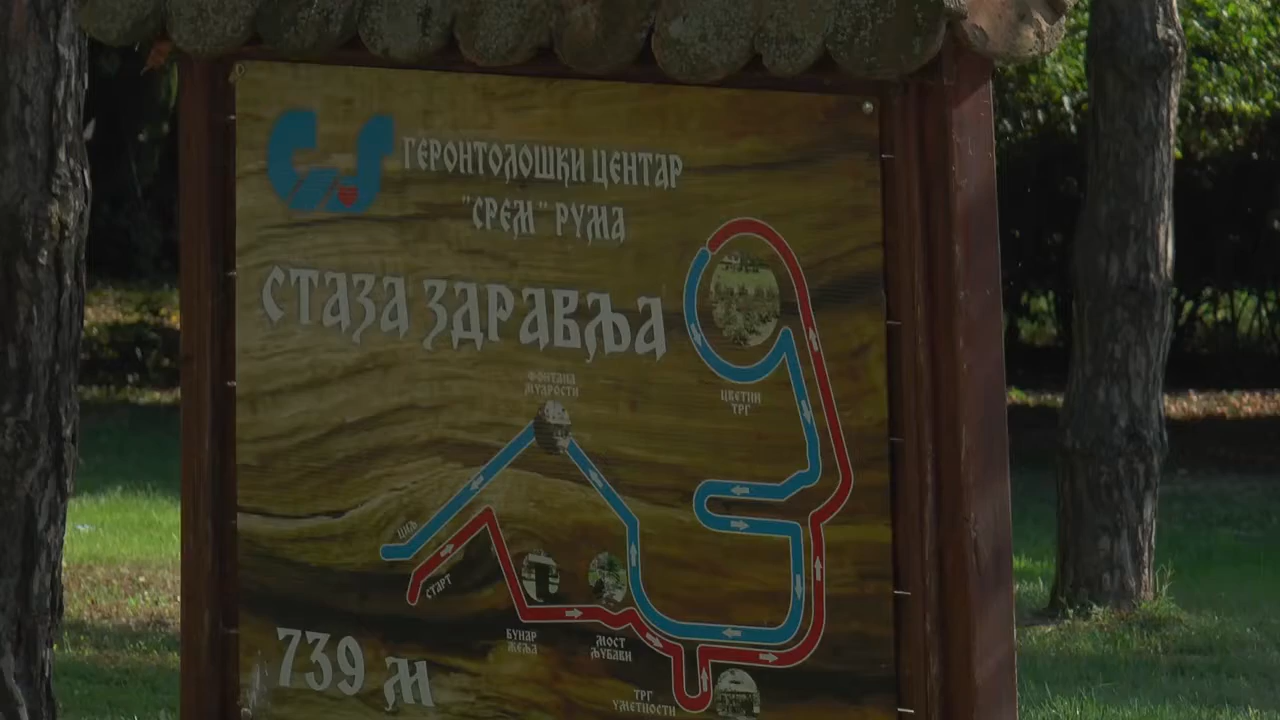 ГЕРОНТОЛОШКИ ЦЕНТАР
"СРЕМ" РУМА
СТАЗА ЗДРАВЉА
ФОНТАНА
МУДРОСТИ
ЦВЕТНИ
ТРГ
ЦИЉ
СТАРТ
БУНАР
ЖЕЉА
МОСТ
ЉУБАВИ
ТРГ
УМЕТНОСТИ
739 м